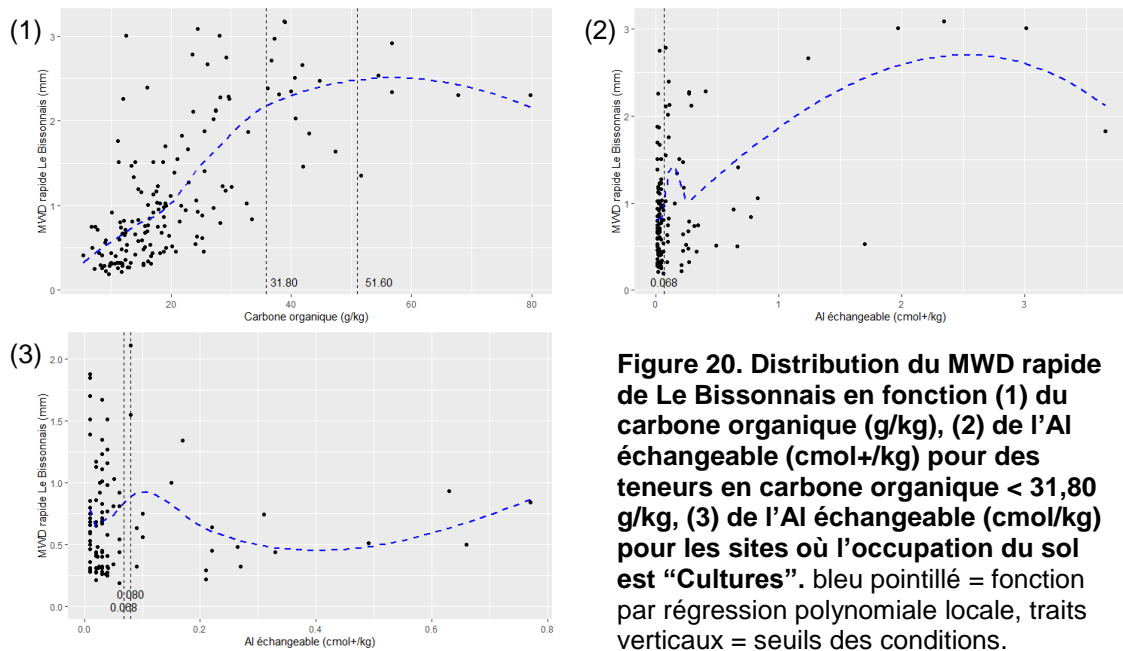 (1)
MWD rapide Le Bissonnais (mm)
3
2
1
0
31.80
51.60
20
40
60
80
Carbone organique (g/kg)
(2)
MWD rapide Le Bissonnais (mm)
3
2
1
0
0.068
0
1
2
3
Al échangeable (cmol+/kg)
(3)
MWD rapide Le Bissonnais (mm)
2.0
1.5
1.0
0.5
0.0
0.080
0.068
0.0
0.2
0.4
0.6
0.8
Al échangeable (cmol+/kg)
Figure 20. Distribution du MWD rapide
de Le Bissonnais en fonction (1) du
carbone organique (g/kg), (2) de l’Al
échangeable (cmol+/kg) pour des
teneurs en carbone organique < 31,80
g/kg, (3) de l’Al échangeable (cmol/kg)
pour les sites où l’occupation du sol
est “Cultures”. bleu pointillé = fonction
par régression polynomiale locale, traits
verticaux = seuils des conditions.